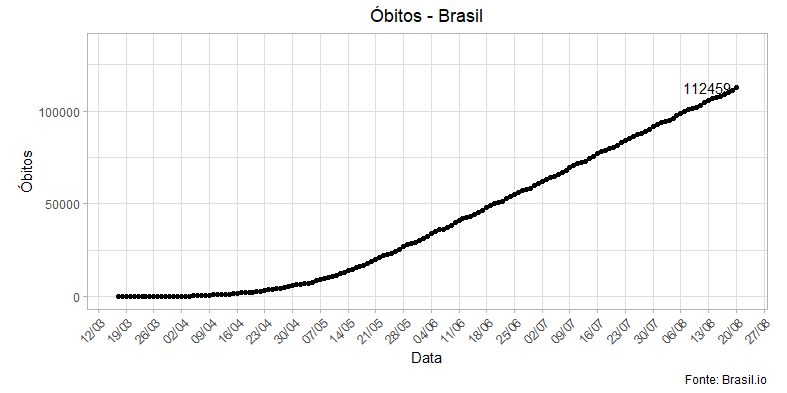 Óbitos - Brasil
112459
100000
50000
0
Óbitos
12/03 19/03 26/03 02/04 09/04 16/04 23/04 30/04 07/05 14/05 21/05 28/05 04/06 11/06 18/06 25/06 02/07 09/07 16/07 23/07 30/07 06/08 13/08 20/08 27/08
Data
Fonte: Brasil.io